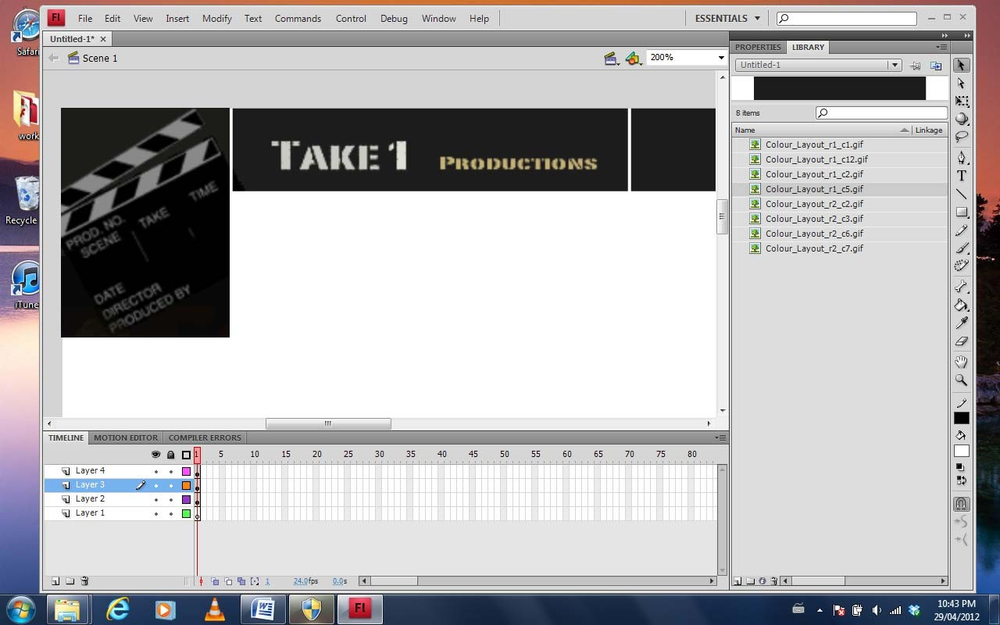 Fl File Edit View Insert Modify Text Commands Control Debug Window Help ESSENTIALS
Untitled-1*
Scene 1 200%
PROPERTIES LIBRARY
Untitled-1
8 items
Name Linkage
Colour_Layout_r1_c1.gif
Colour_Layout_r1_c12.gif
Colour_Layout_r1_c2.gif
Colour_Layout_r1_c5.gif
Colour_Layout_r2_c2.gif
Colour_Layout_r2_c3.gif
Colour_Layout_r2_c6.gif
Colour_Layout_r2_c7.gif
Safari
work
Recycle
iTune
TAKE 1 PRODUCTIONS
PROD. NO.
SCENE TAKE TIME
DATE
DIRECTOR
PRODUCED BY
TIMELINE MOTION EDITOR COMPILER ERRORS
1 5 10 15 20 25 30 35 40 45 50 55 60 65 70 75 80
Layer 4
Layer 3
Layer 2
Layer 1
1 24.0fps 0.0s
Fl
10:43 PM
29/04/2012